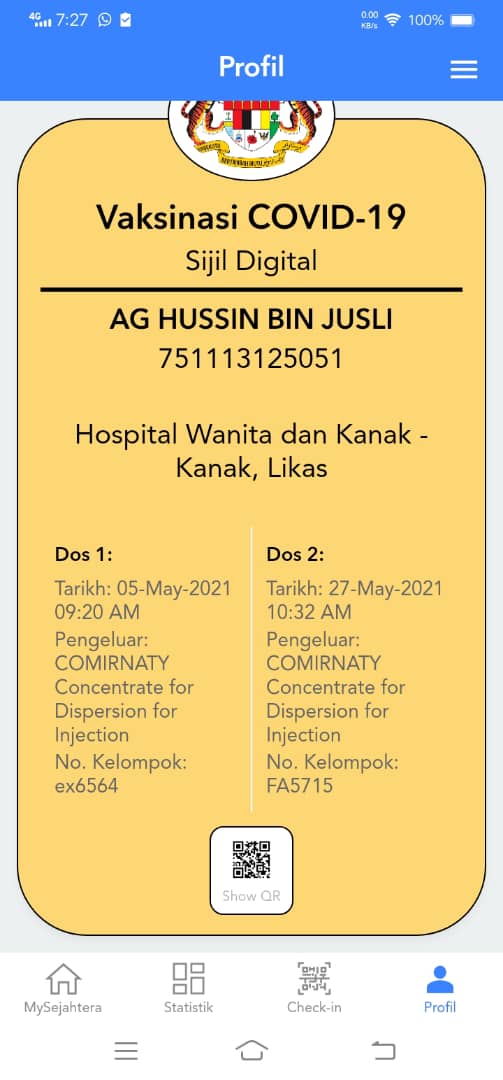 4G 7:27 0.00 KB/s 100%
Profil
Vaksinasi COVID-19
Sijil Digital
AG HUSSIN BIN JUSLI
751113125051
Hospital Wanita dan Kanak -
Kanak, Likas
Dos 1:
Tarikh: 05-May-2021
09:20 AM
Pengeluar:
COMIRNATY
Concentrate for
Dispersion for
Injection
No. Kelompok:
ex6564
Dos 2:
Tarikh: 27-May-2021
10:32 AM
Pengeluar:
COMIRNATY
Concentrate for
Dispersion for
Injection
No. Kelompok:
FA5715
Show QR
MySejahtera
Statistik
Check-in
Profil